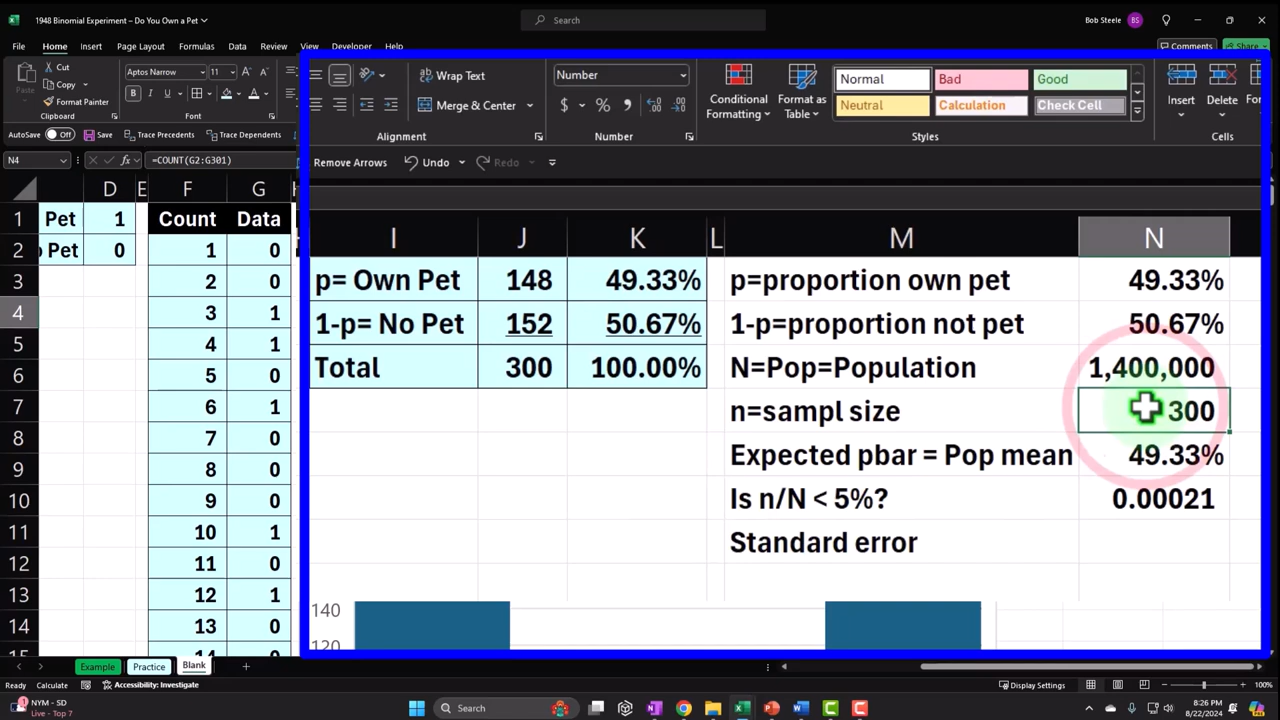 1948 Binomial Experiment – Do You Own a Pet
Search
Bob Steele
BS
File Home Insert Page Layout Formulas Data Review View Developer Help
Comments
Share
Cut
Copy
Format Painter
Paste
Clipboard
Aptos Narrow 11
B I
Font
AutoSave Off Save Trace Precedents Trace Dependents
Remove Arrows Undo Redo
Wrap Text
Merge & Center
Alignment
Number
$ % ,
Number
Conditional
Formatting
Format as
Table
Normal Bad Good
Neutral Calculation Check Cell
Styles
Insert Delete
Cells
N4 fx =COUNT(G2:G301)
D E F G
1 Pet 1 Count Data
2 Pet 0 1 0
3 2 0
4 3 1
5 4 1
6 5 0
7 6 1
8 7 0
9 8 0
10 9 0
11 10 1
12 11 0
13 12 1
14 13 0
14 0
I J K L M N
p= Own Pet 148 49.33% p=proportion own pet 49.33%
1-p= No Pet 152 50.67% 1-p=proportion not pet 50.67%
Total 300 100.00% N=Pop=Population 1,400,000
n=sampl size 300
Expected pbar = Pop mean 49.33%
Is n/N < 5%? 0.00021
Standard error
140
120
Example Practice Blank
Ready Calculate Accessibility: Investigate
Display Settings
100%
NYM - SD
Live - Top 7
Search
8:26 PM
8/22/2024